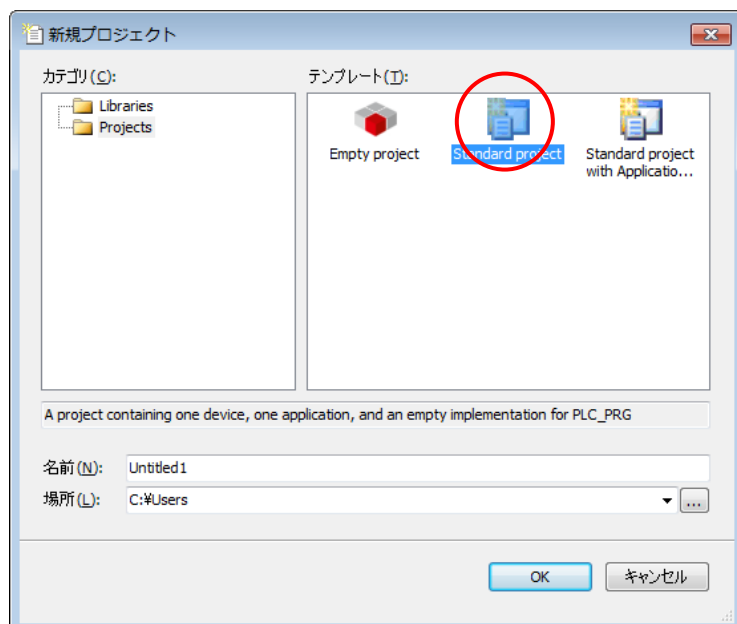 新規プロジェクト
カテゴリ(C):
テンプレート(T):
Libraries
Projects
Empty project
Standard project
Standard project
with Applicatio...
A project containing one device, one application, and an empty implementation for PLC_PRG
名前(N):
Untitled1
場所(L):
C:¥Users
...
OK
キャンセル